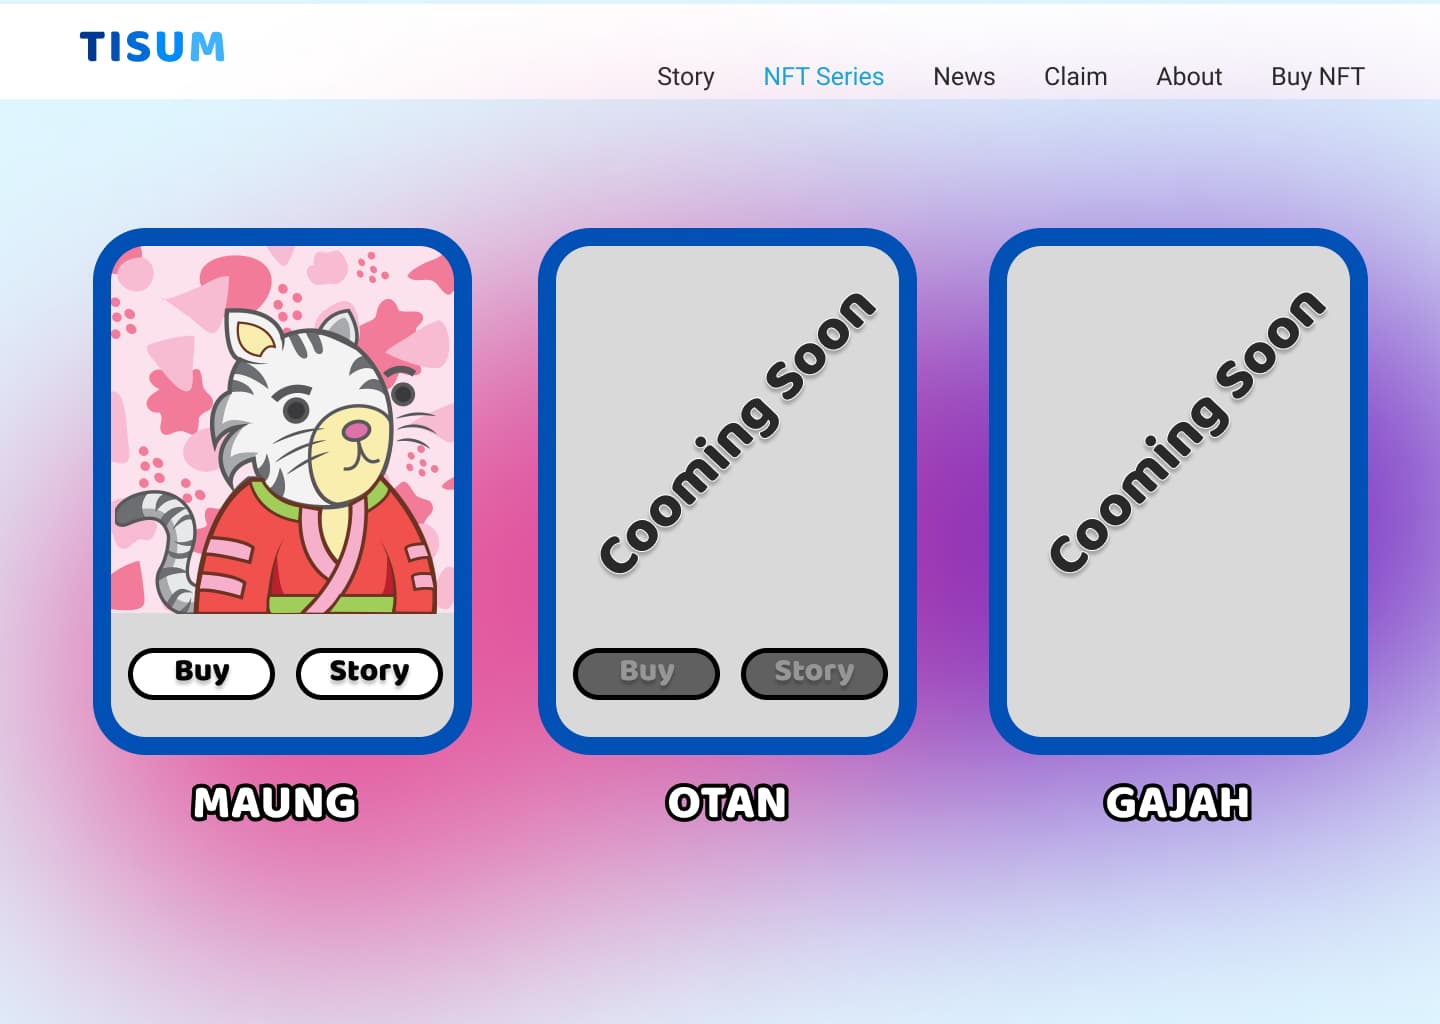 TISUM
Story NFT Series News Claim About Buy NFT
Cooming Soon
Cooming Soon
Buy Story
Buy Story
MAUNG
OTAN
GAJAH